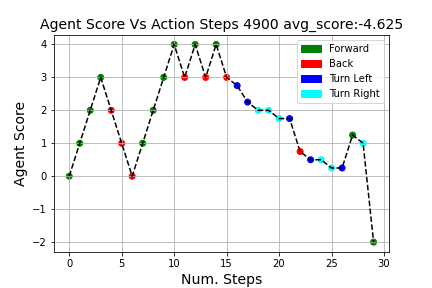 Agent Score Vs Action Steps 4900 avg_score:-4.625
4
3
2
1
0
−1
−2
Agent Score
Forward
Back
Turn Left
Turn Right
0 5 10 15 20 25 30
Num. Steps